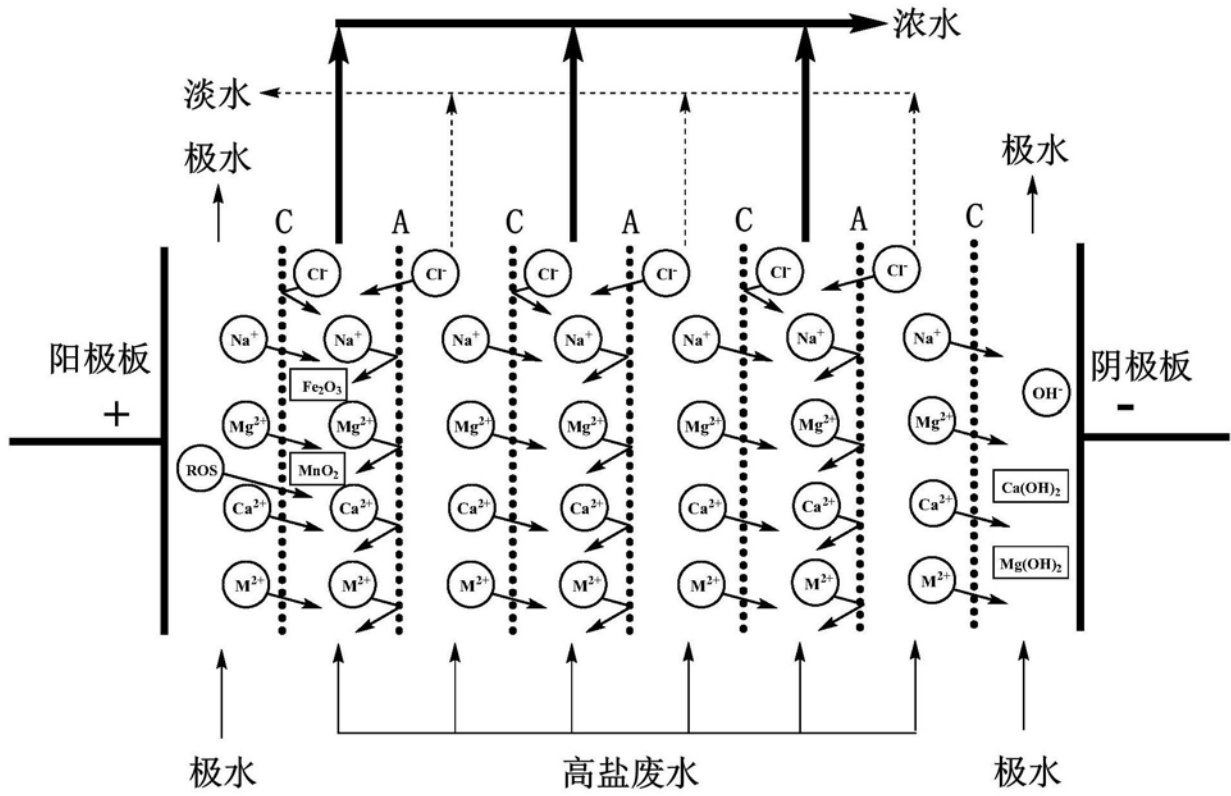 浓水
淡水
极水 极水
C A C A C A C
Cl⁻ Cl⁻ Cl⁻ Cl⁻ Cl⁻ Cl⁻
Na⁺ Na⁺ Na⁺ Na⁺ Na⁺ Na⁺ Na⁺
阳极板 阴极板
Fe₂O₃ OH⁻
+ -
Mg²⁺ Mg²⁺ Mg²⁺ Mg²⁺ Mg²⁺ Mg²⁺ Mg²⁺
ROS MnO₂ Ca(OH)₂
Ca²⁺ Ca²⁺ Ca²⁺ Ca²⁺ Ca²⁺ Ca²⁺ Ca²⁺
Mg(OH)₂
M²⁺ M²⁺ M²⁺ M²⁺ M²⁺ M²⁺ M²⁺
极水 高盐废水 极水